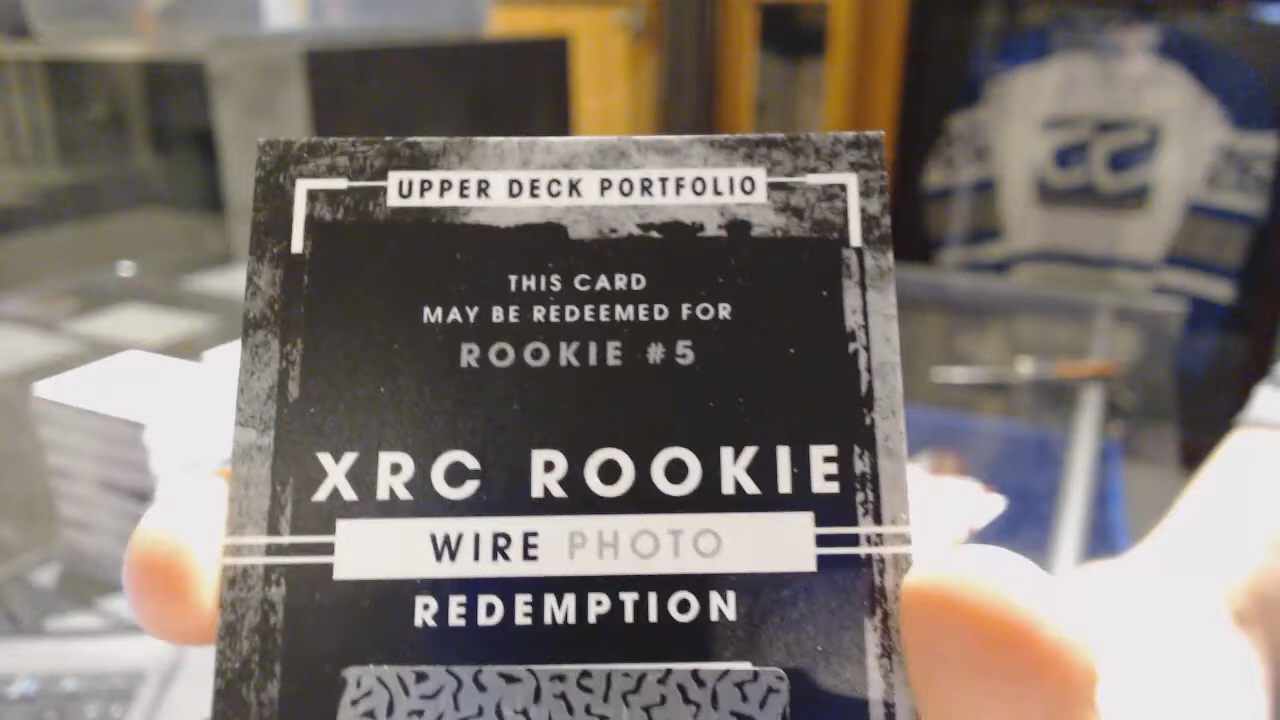 UPPER DECK PORTFOLIO
THIS CARD
MAY BE REDEEMED FOR
ROOKIE #5
XRC ROOKIE
WIRE PHOTO
REDEMPTION